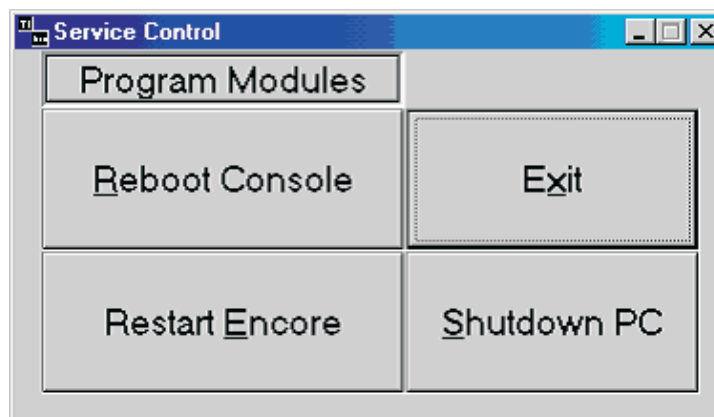 Service Control
Program Modules
Reboot Console
Exit
Restart Encore
Shutdown PC